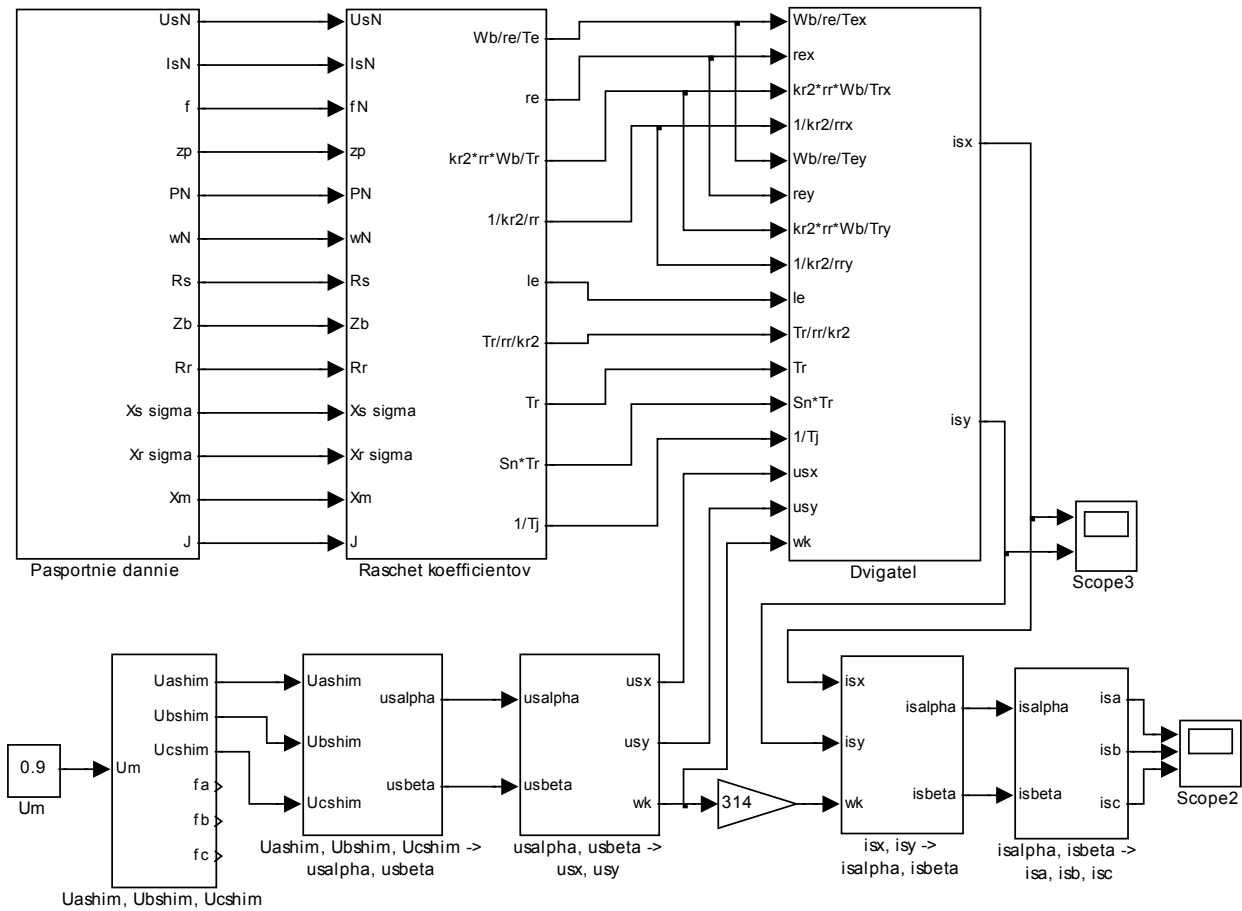 UsN
IsN
f
zp
PN
wN
Rs
Zb
Rr
Xs sigma
Xr sigma
Xm
J
Pasportnie dannie
UsN
IsN
fN
zp
PN
wN
Rs
Zb
Rr
Xs sigma
Xr sigma
Xm
J
Wb/re/Te
re
kr2*rr*Wb/Tr
1/kr2/rr
le
Tr/rr/kr2
Tr
Sn*Tr
1/Tj
Raschet koefficientov
Wb/re/Tex
rex
kr2*rr*Wb/Trx
1/kr2/rrx
Wb/re/Tey
rey
kr2*rr*Wb/Try
1/kr2/rry
le
Tr/rr/kr2
Tr
Sn*Tr
1/Tj
usx
usy
wk
isx
isy
Dvigatel
Scope3
0.9
Um
Um
Uashim
Ubshim
Ucshim
fa
fb
fc
Uashim, Ubshim, Ucshim
Uashim
Ubshim
Ucshim
usalpha
usbeta
Uashim, Ubshim, Ucshim ->
usalpha, usbeta
usalpha
usbeta
usx
usy
wk
usalpha, usbeta ->
usx, usy
314
isx
isy
wk
isalpha
isbeta
isx, isy ->
isalpha, isbeta
isalpha
isbeta
isa
isb
isc
isalpha, isbeta ->
isa, isb, isc
Scope2